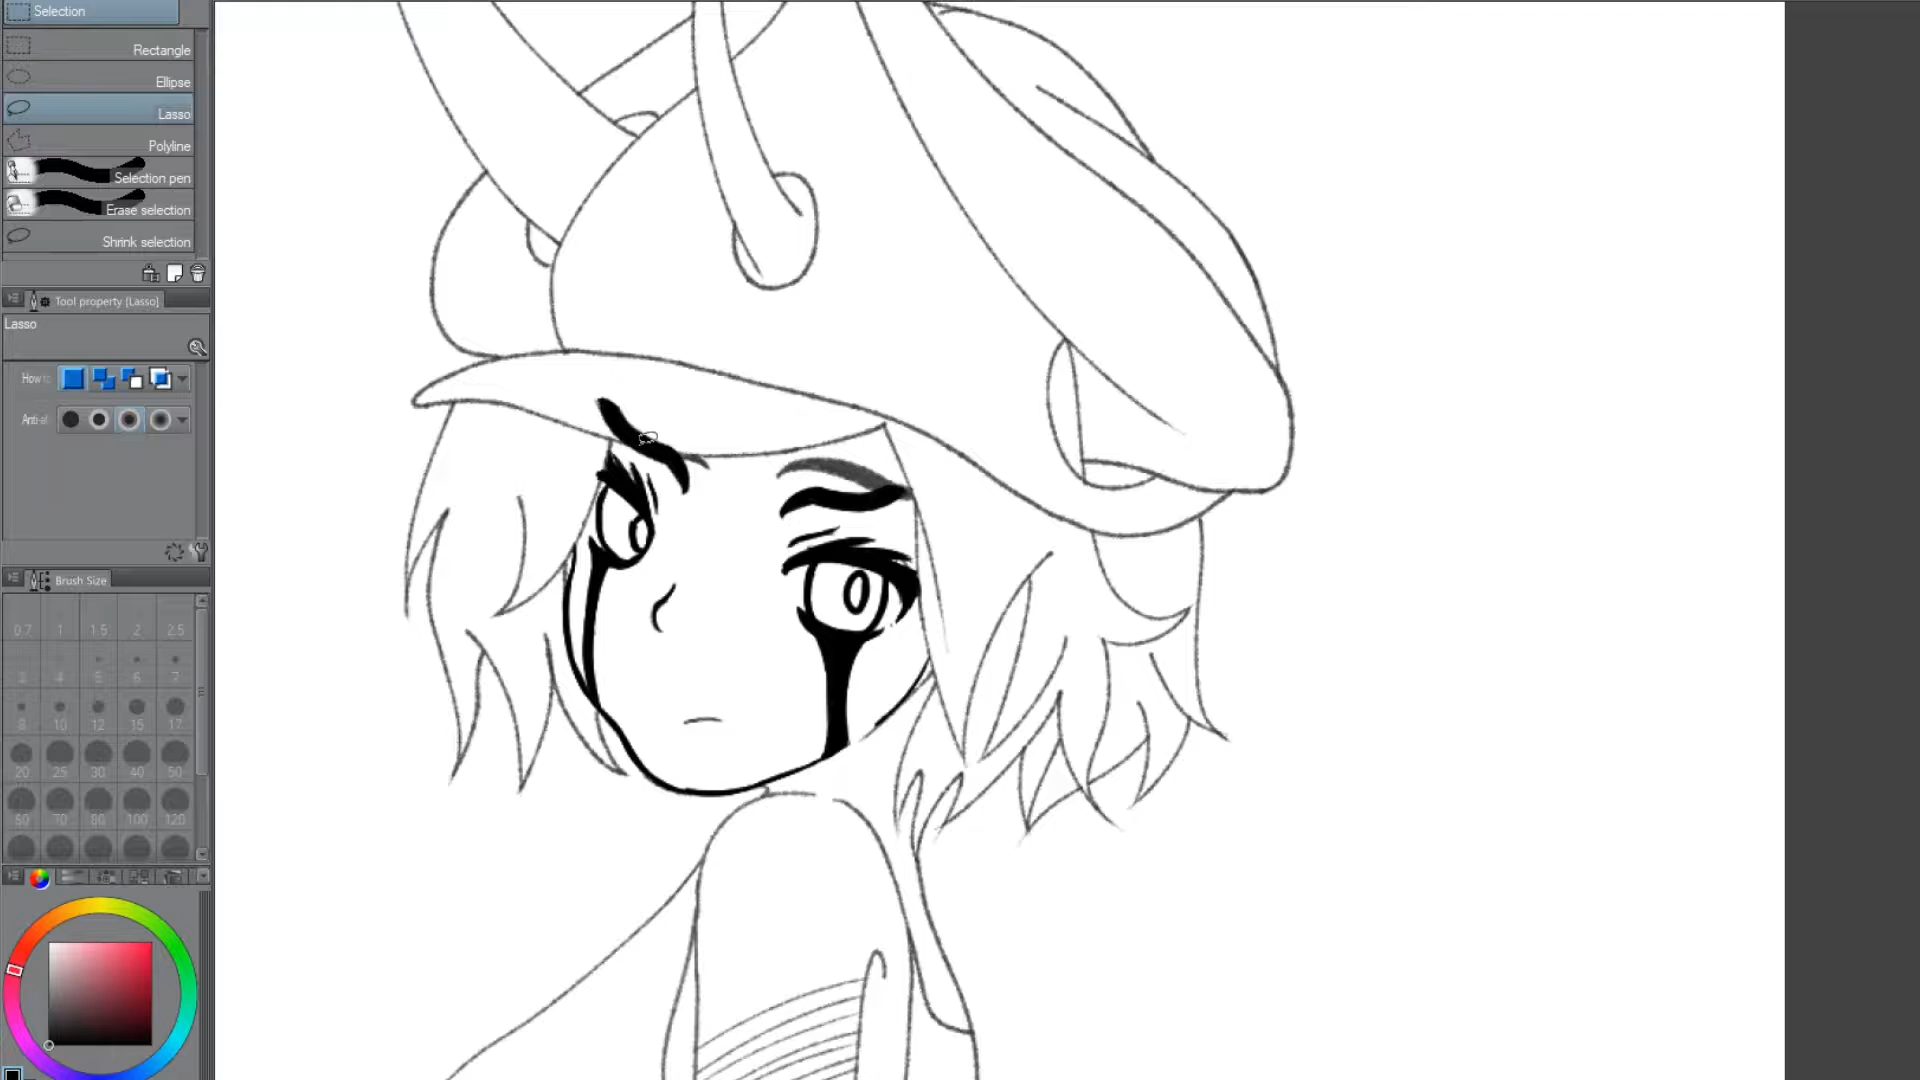 Selection
Rectangle
Ellipse
Lasso
Polyline
Selection pen
Erase selection
Shrink selection
Tool property [Lasso]
Lasso
How to
Anti-al
Brush Size
0.7 1 1.5 2 2.5
3 4 5 6 7
8 10 12 15 17
20 25 30 40 50
60 70 80 100 120